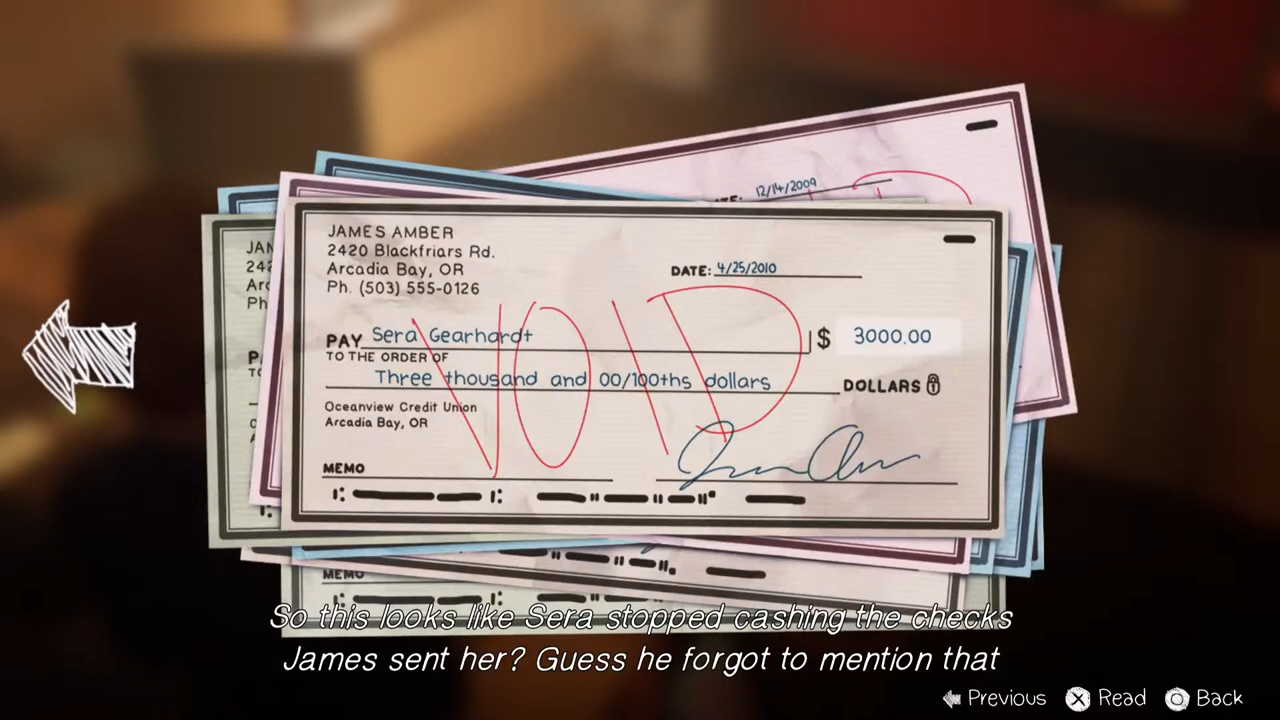 12/14/2009
JAMES AMBER
2420 Blackfriars Rd.
Arcadia Bay, OR
Ph. (503) 555-0126
DATE: 4/25/2010
PAY Sera Gearhardt $ 3000.00
TO THE ORDER OF
Three thousand and 00/100ths dollars DOLLARS
Oceanview Credit Union
Arcadia Bay, OR
MEMO
VOID
MEMO
So this looks like Sera stopped cashing the checks
James sent her? Guess he forgot to mention that
Previous X Read O Back